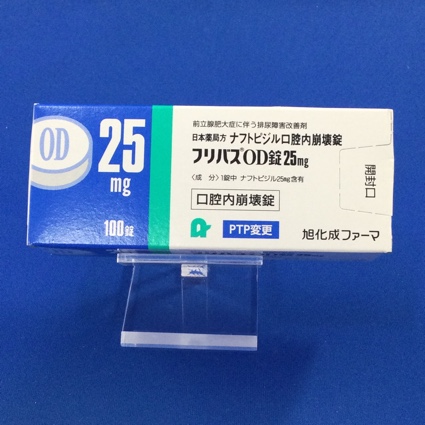 OD
25
mg
100錠
前立腺肥大症に伴う排尿障害改善剤
日本薬局方 ナフトピジル口腔内崩壊錠
フリバス®OD錠25mg
〈成 分〉1錠中 ナフトピジル25mg含有
口腔内崩壊錠
PTP変更
旭化成ファーマ
開封口